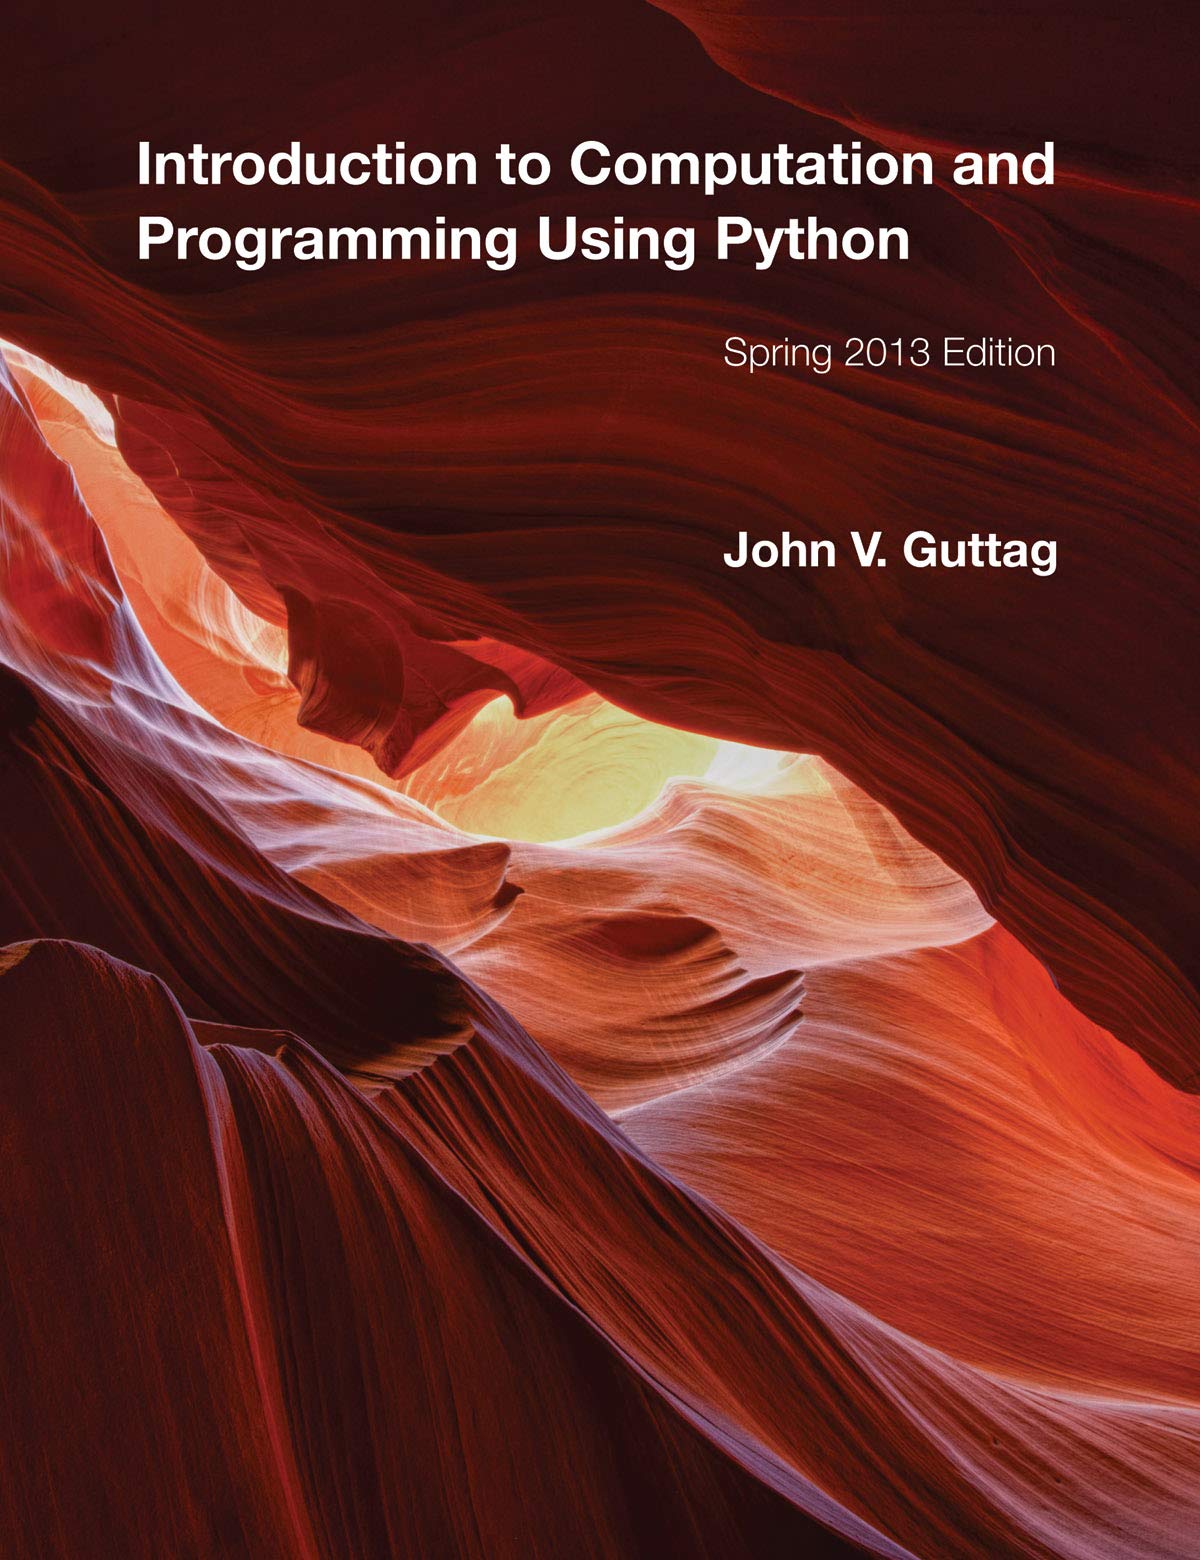 Introduction to Computation and
Programming Using Python
Spring 2013 Edition
John V. Guttag